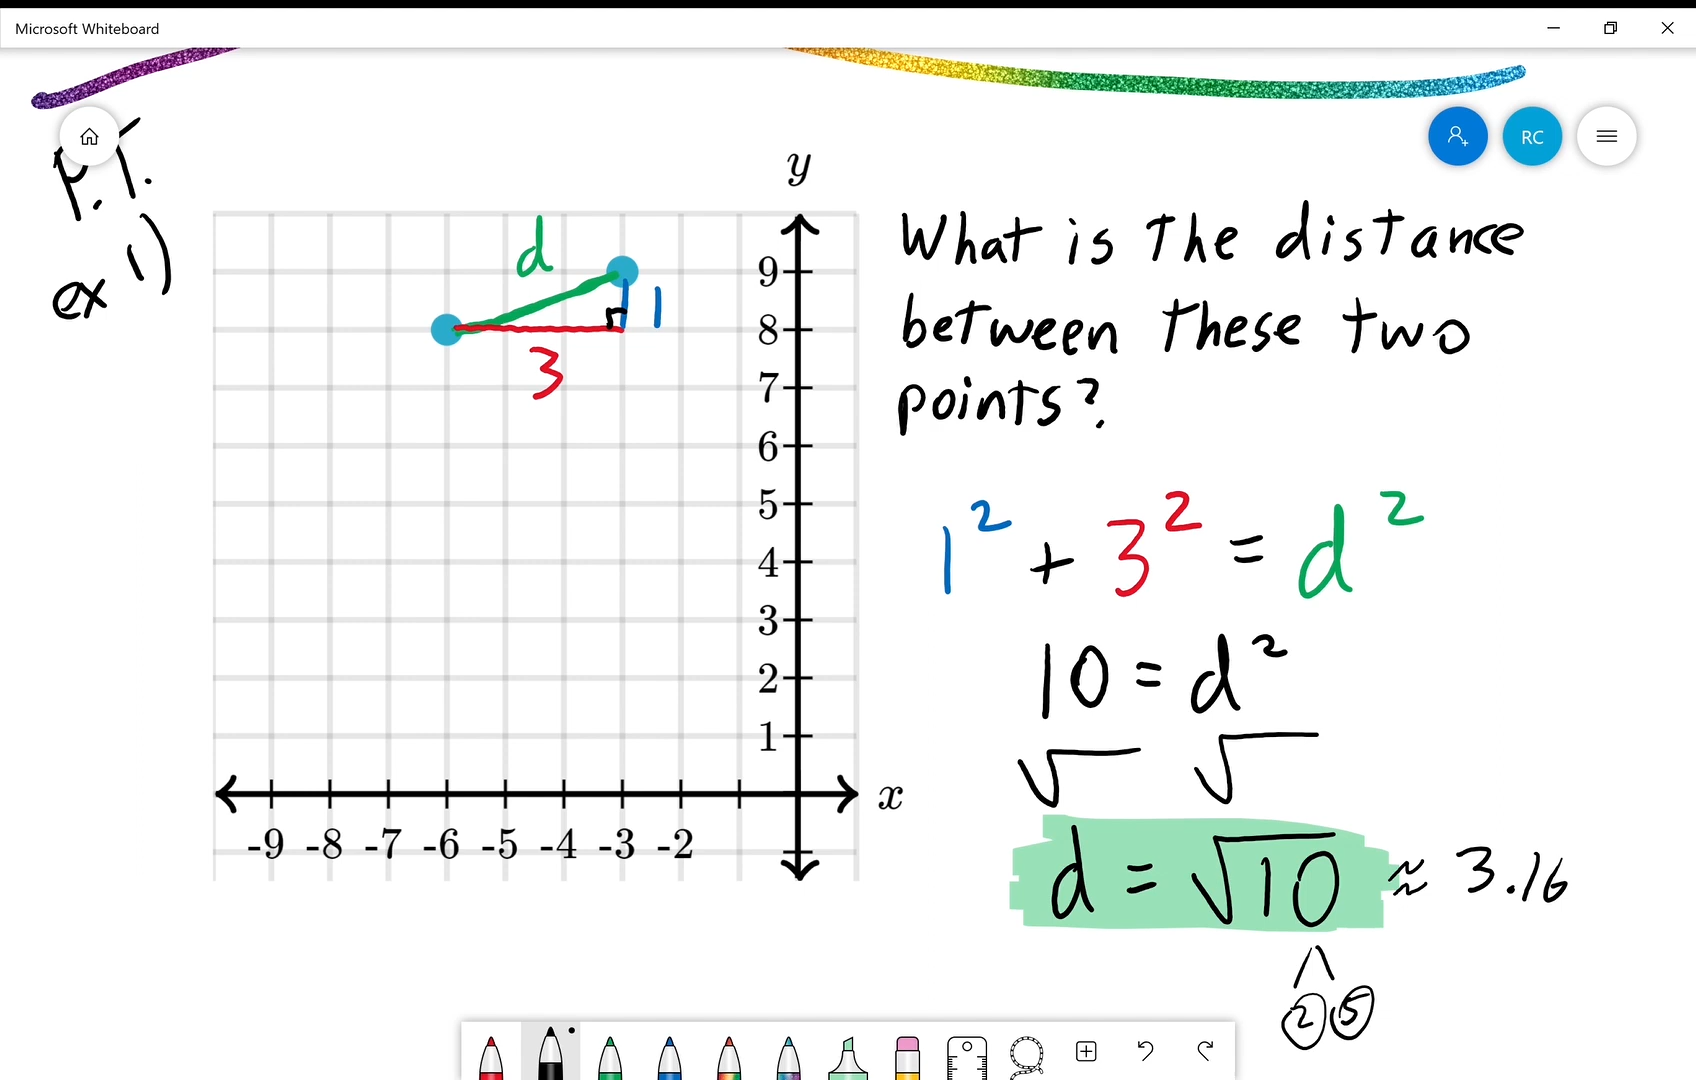 Microsoft Whiteboard
RC
P.T.
ex 1)
y
d
9
1
8
3
7
6
5
4
3
2
1
x
-9 -8 -7 -6 -5 -4 -3 -2
What is the distance
between these two
points?
1² + 3² = d²
10 = d²
√ √
d = √10 ≈ 3.16
2 5